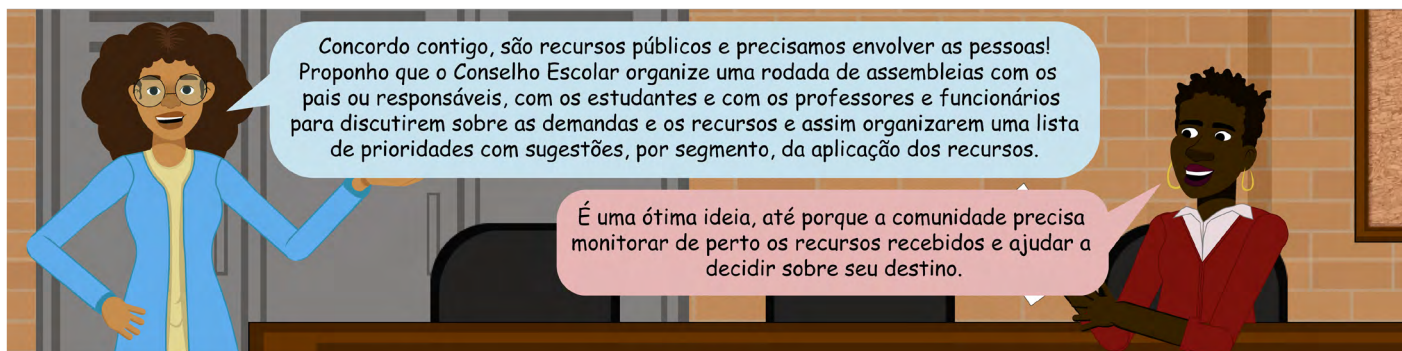 Concordo contigo, são recursos públicos e precisamos envolver as pessoas!
Proponho que o Conselho Escolar organize uma rodada de assembleias com os
pais ou responsáveis, com os estudantes e com os professores e funcionários
para discutirem sobre as demandas e os recursos e assim organizarem uma lista
de prioridades com sugestões, por segmento, da aplicação dos recursos.
É uma ótima ideia, até porque a comunidade precisa
monitorar de perto os recursos recebidos e ajudar a
decidir sobre seu destino.